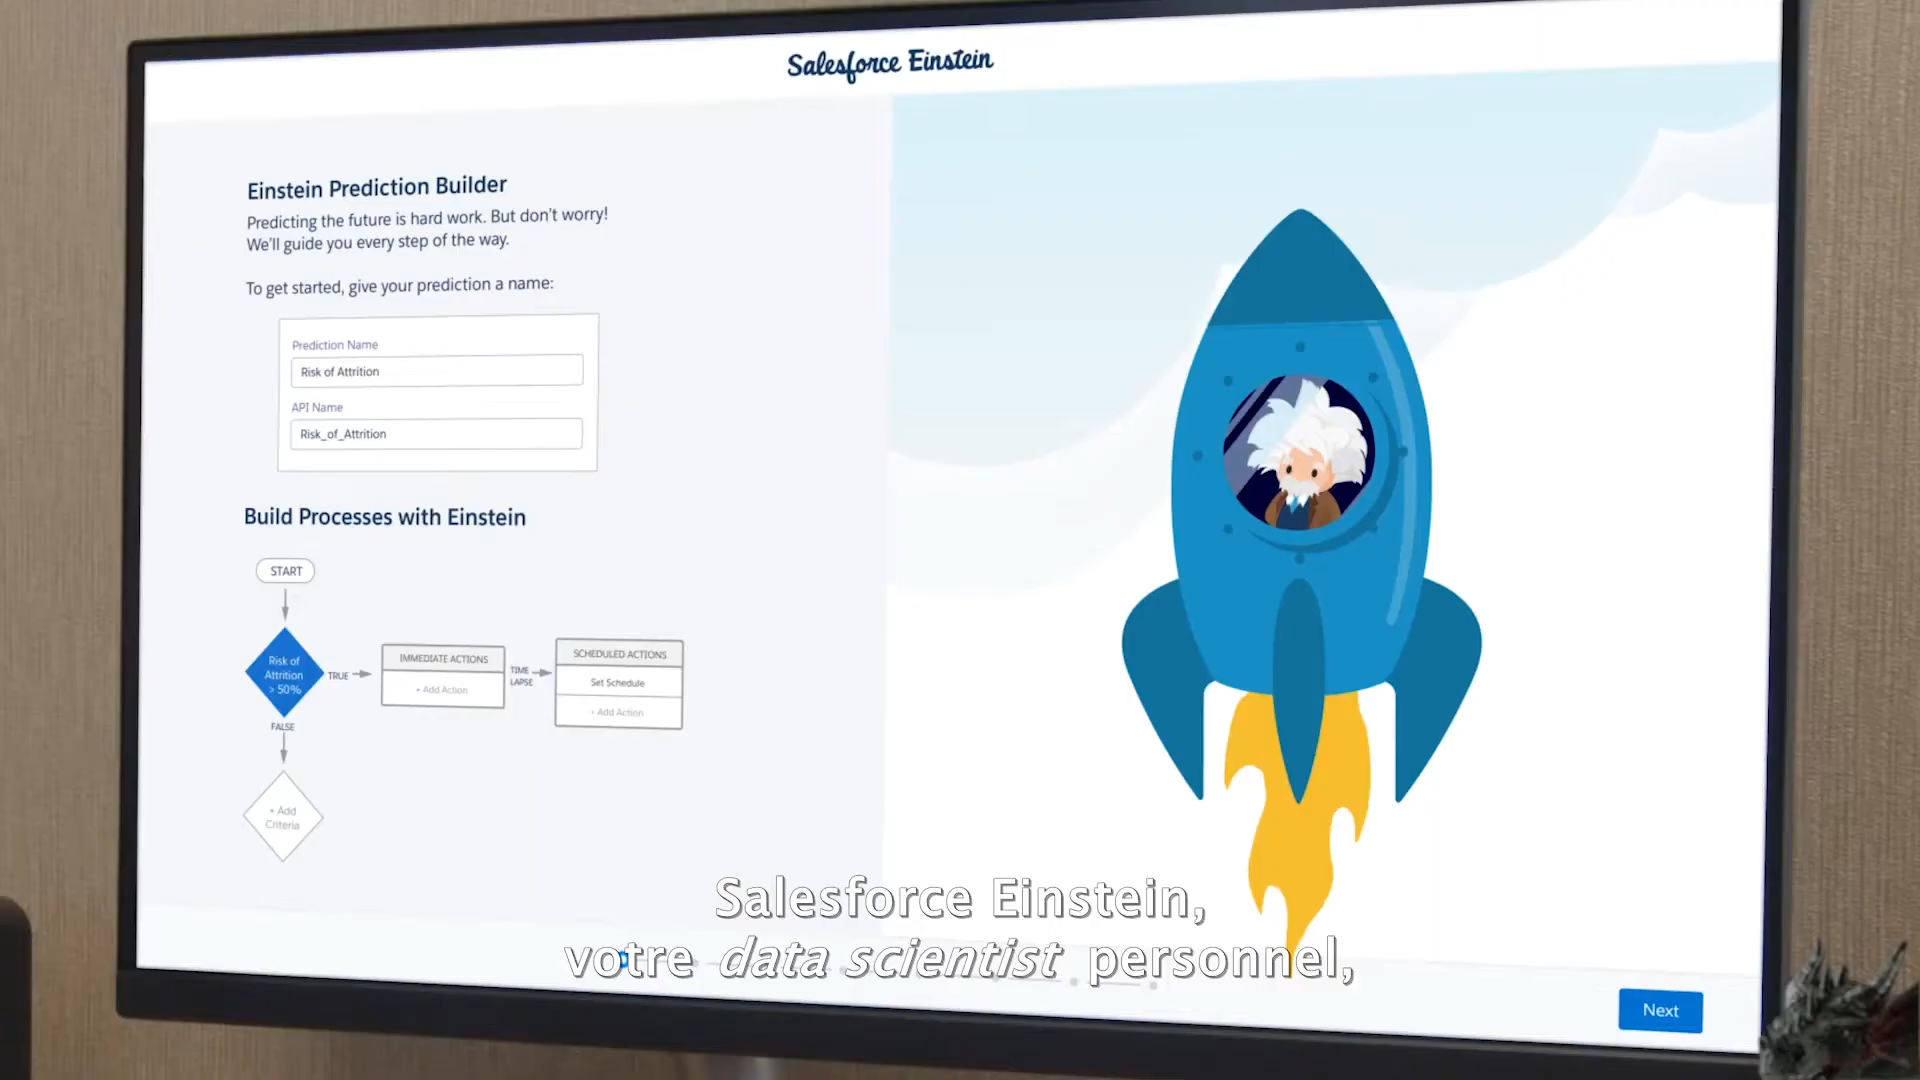 Salesforce Einstein
Einstein Prediction Builder
Predicting the future is hard work. But don't worry!
We'll guide you every step of the way.
To get started, give your prediction a name:
Prediction Name
Risk of Attrition
API Name
Risk_of_Attrition
Build Processes with Einstein
START
Risk of
Attrition
> 50%
TRUE
IMMEDIATE ACTIONS
+ Add Action
TIME
LAPSE
SCHEDULED ACTIONS
Set Schedule
+ Add Action
FALSE
+ Add
Criteria
Salesforce Einstein,
votre data scientist personnel,
Next